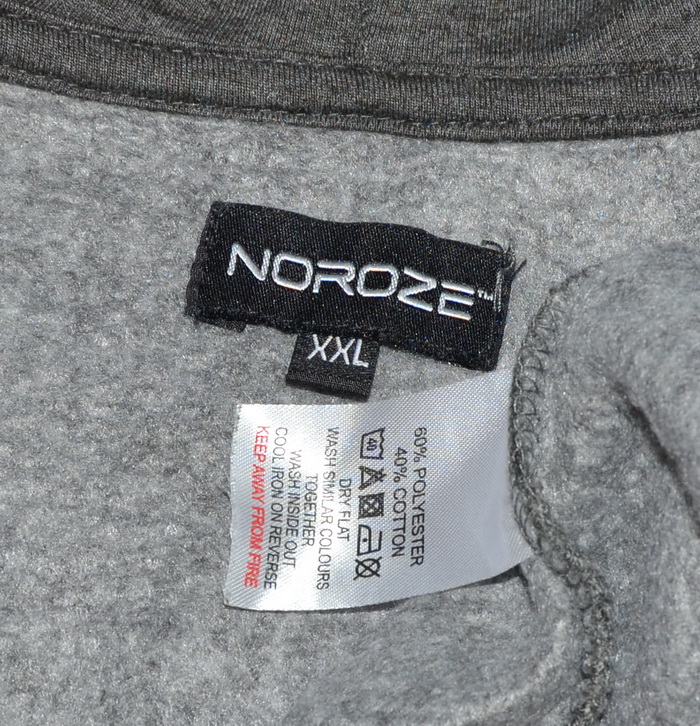 NOROZE™
XXL
60% POLYESTER
40% COTTON
40
DRY FLAT
WASH SIMILAR COLOURS
TOGETHER
WASH INSIDE OUT
COOL IRON ON REVERSE
KEEP AWAY FROM FIRE